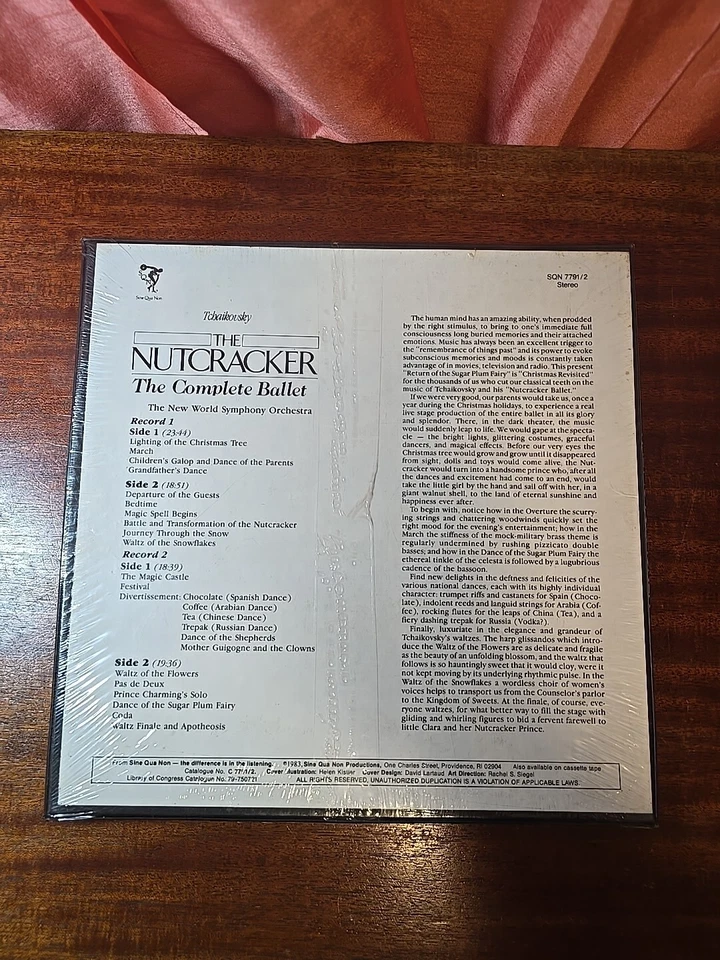 Sine Qua Non
SQN 7791/2
Stereo
Tchaikovsky
THE
NUTCRACKER
The Complete Ballet
The New World Symphony Orchestra
Record 1
Side 1 (23:44)
Lighting of the Christmas Tree
March
Children's Galop and Dance of the Parents
Grandfather's Dance
Side 2 (18:51)
Departure of the Guests
Bedtime
Magic Spell Begins
Battle and Transformation of the Nutcracker
Journey Through the Snow
Waltz of the Snowflakes
Record 2
Side 1 (18:39)
The Magic Castle
Festival
Divertissement: Chocolate (Spanish Dance)
Coffee (Arabian Dance)
Tea (Chinese Dance)
Trepak (Russian Dance)
Dance of the Shepherds
Mother Guigogne and the Clowns
Side 2 (19:36)
Waltz of the Flowers
Pas de Deux
Prince Charming's Solo
Dance of the Sugar Plum Fairy
Coda
Waltz Finale and Apotheosis
The human mind has an amazing ability, when prodded
by the right stimulus, to bring to one's immediate full
consciousness long buried memories and their attached
emotions. Music has always been an excellent trigger to
the "remembrance of things past" and its power to evoke
subconscious memories and moods is constantly taken
advantage of in movies, television and radio. This present
"Return of the Sugar Plum Fairy" is "Christmas Revisited"
for the thousands of us who cut our classical teeth on the
music of Tchaikovsky and his "Nutcracker Ballet."
If we were very good, our parents would take us, once a
year during the Christmas holidays, to experience a real
live stage production of the entire ballet in all its glory
and splendor. There, in the dark theater, the music
would suddenly leap to life. We would gape at the specta-
cle — the bright lights, glittering costumes, graceful
dancers, and magical effects. Before our very eyes the
Christmas tree would grow and grow until it disappeared
from sight, dolls and toys would come alive, the Nut-
cracker would turn into a handsome prince who, after all
the dances and excitement had come to an end, would
take the little girl by the hand and sail off with her, in a
giant walnut shell, to the land of eternal sunshine and
happiness ever after.
To begin with, notice how in the Overture the scurry-
ing strings and chattering woodwinds quickly set the
right mood for the evening's entertainment; how in the
March the stiffness of the mock-military brass theme is
regularly undermined by rushing pizzicato double
basses; and how in the Dance of the Sugar Plum Fairy the
ethereal tinkle of the celesta is followed by a lugubrious
cadence of the bassoon.
Find new delights in the deftness and felicities of the
various national dances, each with its highly individual
character: trumpet riffs and castanets for Spain (Choco-
late), indolent reeds and languid strings for Arabia (Cof-
fee), rocking flutes for the leaps of China (Tea), and a
fiery dashing trepak for Russia (Vodka?).
Finally, luxuriate in the elegance and grandeur of
Tchaikovsky's waltzes. The harp glissandos which intro-
duce the Waltz of the Flowers are as delicate and fragile
as the beauty of an unfolding blossom, and the waltz that
follows is so hauntingly sweet that it would cloy, were it
not kept moving by its underlying rhythmic pulse. In the
Waltz of the Snowflakes a wordless choir of women's
voices helps to transport us from the Counselor's parlor
to the Kingdom of Sweets. At the finale, of course, eve-
ryone waltzes, for what better way to fill the stage with
gliding and whirling figures to bid a fervent farewell to
little Clara and her Nutcracker Prince.
From Sine Qua Non — the difference is in the listening. ©1983, Sine Qua Non Productions, One Charles Street, Providence, RI 02904 Also available on cassette tape
Catalogue No. C 7791/2. Cover Illustration: Helen Kistler Cover Design: David Lartaud Art Direction: Rachel S. Siegel
Library of Congress Catalogue No. 79-750771 ALL RIGHTS RESERVED, UNAUTHORIZED DUPLICATION IS A VIOLATION OF APPLICABLE LAWS.